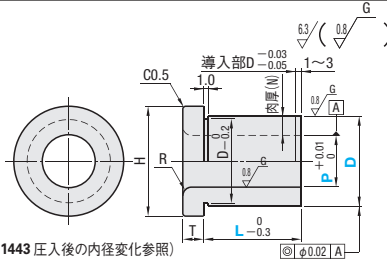 G
6.3
0.8
(
導入部D -0.03 -0.05
1～3
C0.5
1.0
肉厚(N)
G
0.8
A
H
D 0 -0.2
G
0.8
P +0.01 0
D
R
T
L 0 -0.3
1443 圧入後の内径変化参照)
◎ φ0.02 A